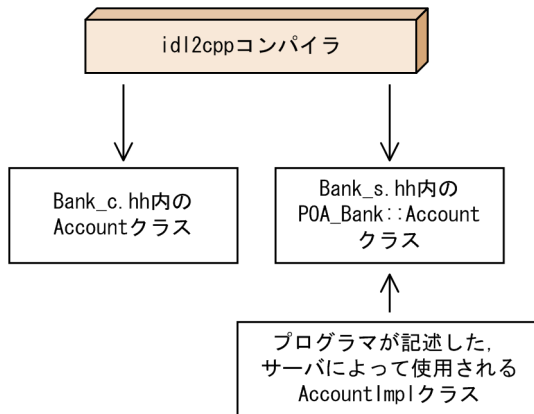 idl2cppコンパイラ
Bank_c.hh内の
Accountクラス
Bank_s.hh内の
POA_Bank::Account
クラス
プログラマが記述した，
サーバによって使用される
AccountImplクラス